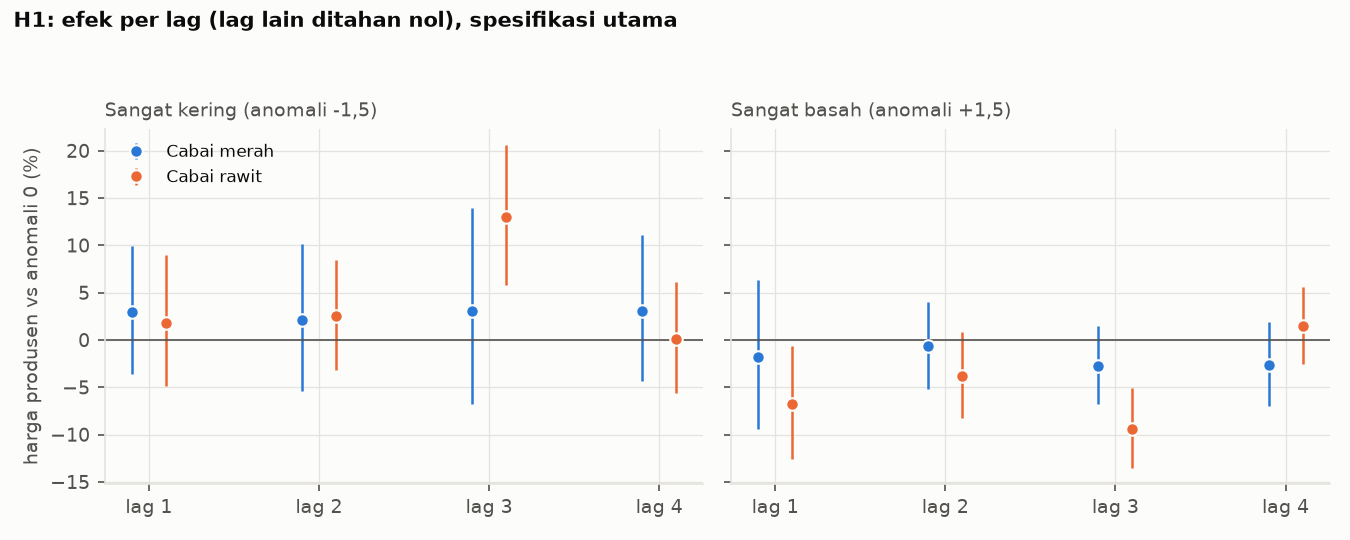 H1: efek per lag (lag lain ditahan nol), spesifikasi utama
Sangat kering (anomali -1,5)
Sangat basah (anomali +1,5)
Cabai merah
Cabai rawit
harga produsen vs anomali 0 (%)
20
15
10
5
0
−5
−10
−15
lag 1
lag 2
lag 3
lag 4
lag 1
lag 2
lag 3
lag 4